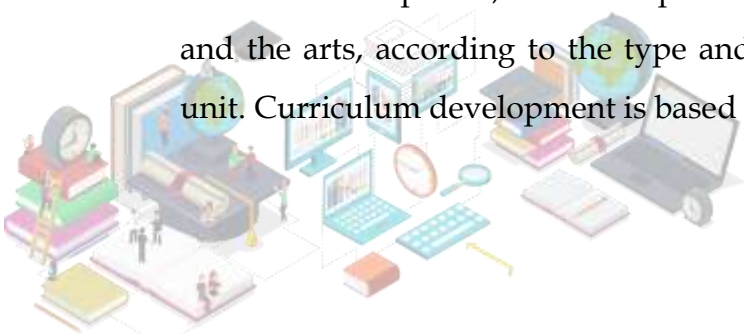 and the arts, according to the type and
unit. Curriculum development is based